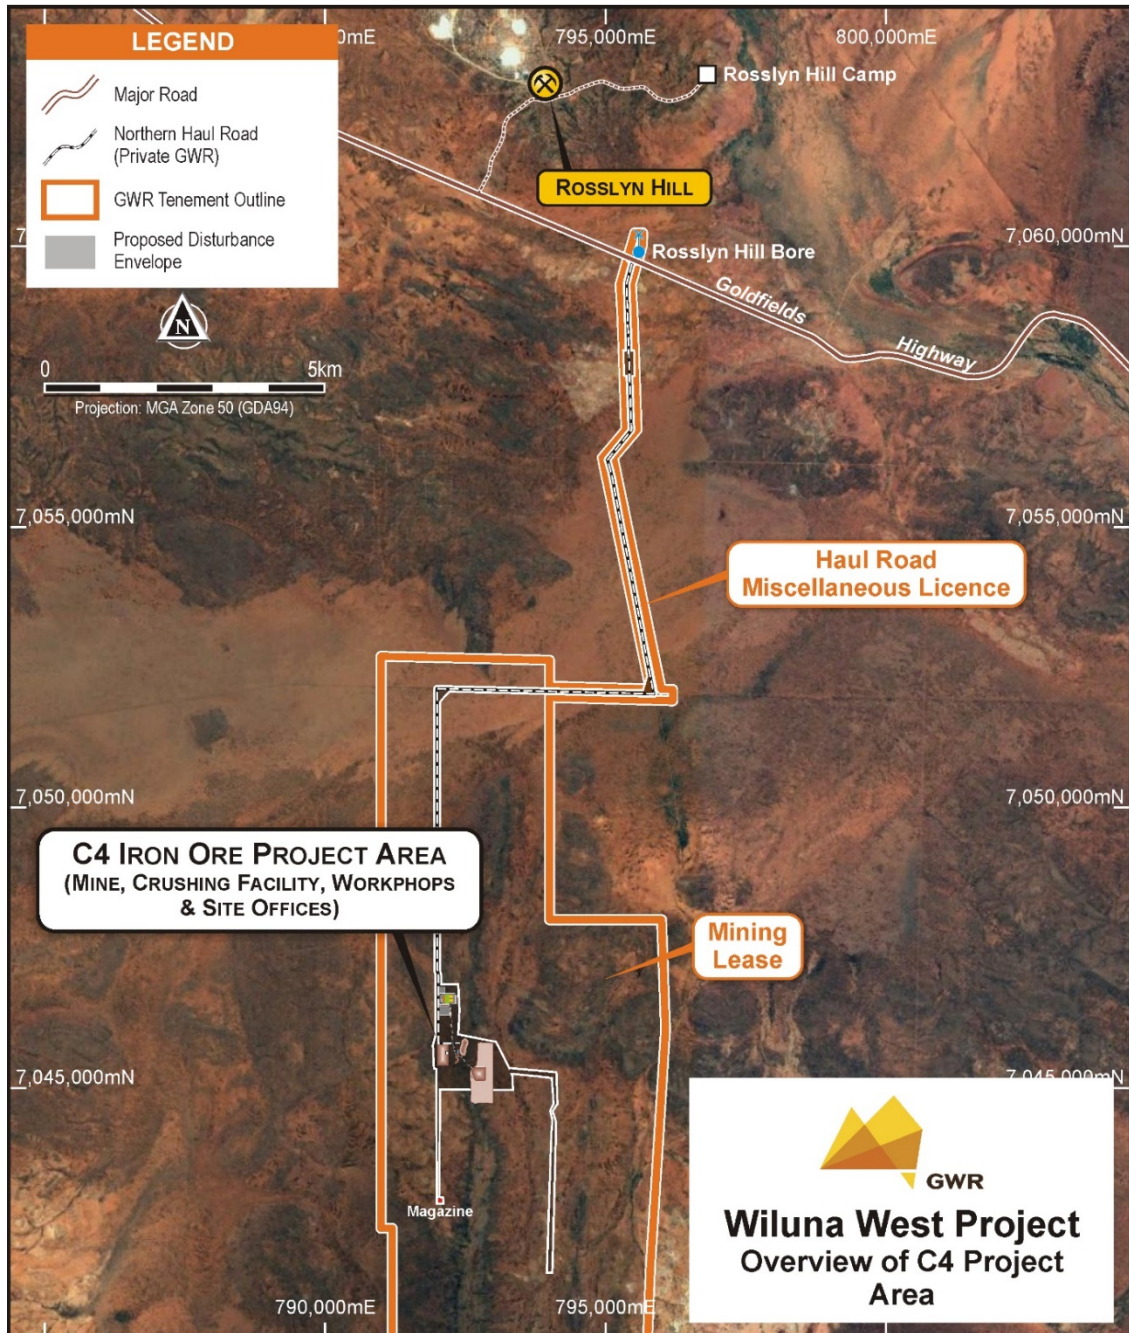 LEGEND
Major Road
Northern Haul Road
(Private GWR)
GWR Tenement Outline
Proposed Disturbance
Envelope
N
0 5km
Projection: MGA Zone 50 (GDA94)
0mE
795,000mE
800,000mE
Rosslyn Hill Camp
ROSSLYN HILL
7,060,000mN
Rosslyn Hill Bore
Goldfields
Highway
7,055,000mN
7,055,000mN
Haul Road
Miscellaneous Licence
7,050,000mN
7,050,000mN
C4 IRON ORE PROJECT AREA
(MINE, CRUSHING FACILITY, WORKPHOPS
& SITE OFFICES)
Mining
Lease
7,045,000mN
7,045,000mN
Magazine
790,000mE
795,000mE
GWR
Wiluna West Project
Overview of C4 Project
Area